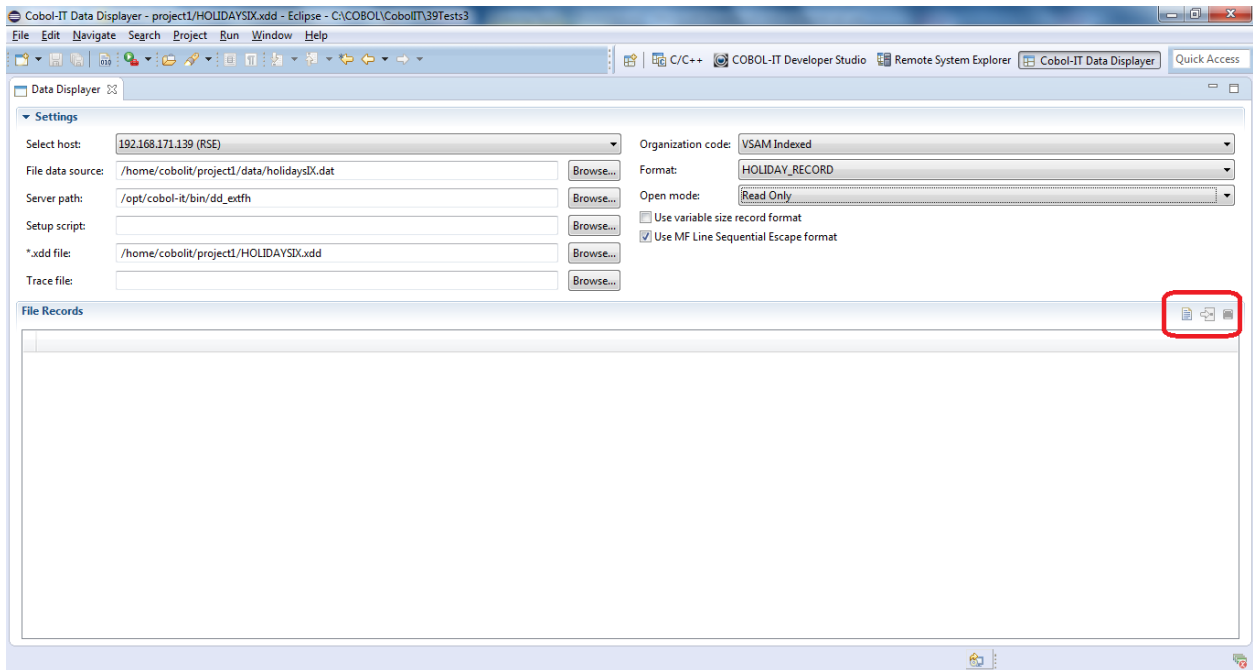 Cobol-IT Data Displayer - project1/HOLIDAYSIX.xdd - Eclipse - C:\COBOL\CobolIT\39Tests3
File Edit Navigate Search Project Run Window Help
C/C++ COBOL-IT Developer Studio Remote System Explorer Cobol-IT Data Displayer Quick Access
Data Displayer
Settings
Select host: 192.168.171.139 (RSE) Organization code: VSAM Indexed
File data source: /home/cobolit/project1/data/holidaysIX.dat Browse... Format: HOLIDAY_RECORD
Server path: /opt/cobol-it/bin/dd_extfh Browse... Open mode: Read Only
Setup script: Browse... Use variable size record format
*.xdd file: /home/cobolit/project1/HOLIDAYSIX.xdd Browse... Use MF Line Sequential Escape format
Trace file: Browse...
File Records